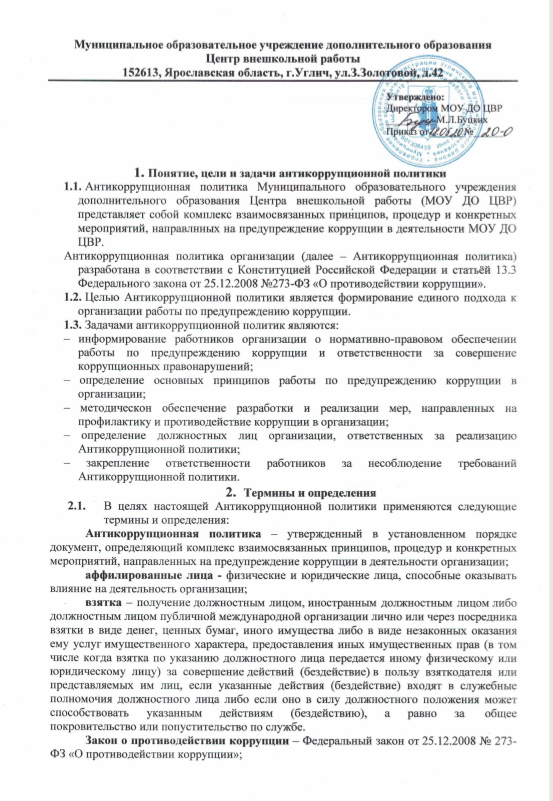 Муниципальное образовательное учреждение дополнительного образования
Центр внешкольной работы
152613, Ярославская область, г.Углич, ул.З.Золотовой, д.42
Утверждено:
Директором МОУ ДО ЦВР
М.Л.Буцких
Приказ от №
1. Понятие, цели и задачи антикоррупционной политики
1.1. Антикоррупционная политика Муниципального образовательного учреждения
дополнительного образования Центра внешкольной работы (МОУ ДО ЦВР)
представляет собой комплекс взаимосвязанных принципов, процедур и конкретных
мероприятий, направлнных на предупреждение коррупции в деятельности МОУ ДО
ЦВР.
Антикоррупционная политика организации (далее – Антикоррупционная политика)
разработана в соответствии с Конституцией Российской Федерации и статьёй 13.3
Федерального закона от 25.12.2008 №273-ФЗ «О противодействии коррупции».
1.2. Целью Антикоррупционной политики является формирование единого подхода к
организации работы по предупреждению коррупции.
1.3. Задачами антикоррупционной политик являются:
– информирование работников организации о нормативно-правовом обеспечении
работы по предупреждению коррупции и ответственности за совершение
коррупционных правонарушений;
– определение основных принципов работы по предупреждению коррупции в
организации;
– методическон обеспечение разработки и реализации мер, направленных на
профилактику и противодействие коррупции в организации;
– определение должностных лиц организации, ответственных за реализацию
Антикоррупционной политики;
– закрепление ответственности работников за несоблюдение требований
Антикоррупционной политики.
2. Термины и определения
2.1. В целях настоящей Антикоррупционной политики применяются следующие
термины и определения:
Антикоррупционная политика – утвержденный в установленном порядке
документ, определяющий комплекс взаимосвязанных принципов, процедур и конкретных
мероприятий, направленных на предупреждение коррупции в деятельности организации;
аффилированные лица - физические и юридические лица, способные оказывать
влияние на деятельность организации;
взятка – получение должностным лицом, иностранным должностным лицом либо
должностным лицом публичной международной организации лично или через посредника
взятки в виде денег, ценных бумаг, иного имущества либо в виде незаконных оказания
ему услуг имущественного характера, предоставления иных имущественных прав (в том
числе когда взятка по указанию должностного лица передается иному физическому или
юридическому лицу) за совершение действий (бездействие) в пользу взяткодателя или
представляемых им лиц, если указанные действия (бездействие) входят в служебные
полномочия должностного лица либо если оно в силу должностного положения может
способствовать указанным действиям (бездействию), а равно за общее
покровительство или попустительство по службе.
Закон о противодействии коррупции – Федеральный закон от 25.12.2008 № 273-
ФЗ «О противодействии коррупции»;